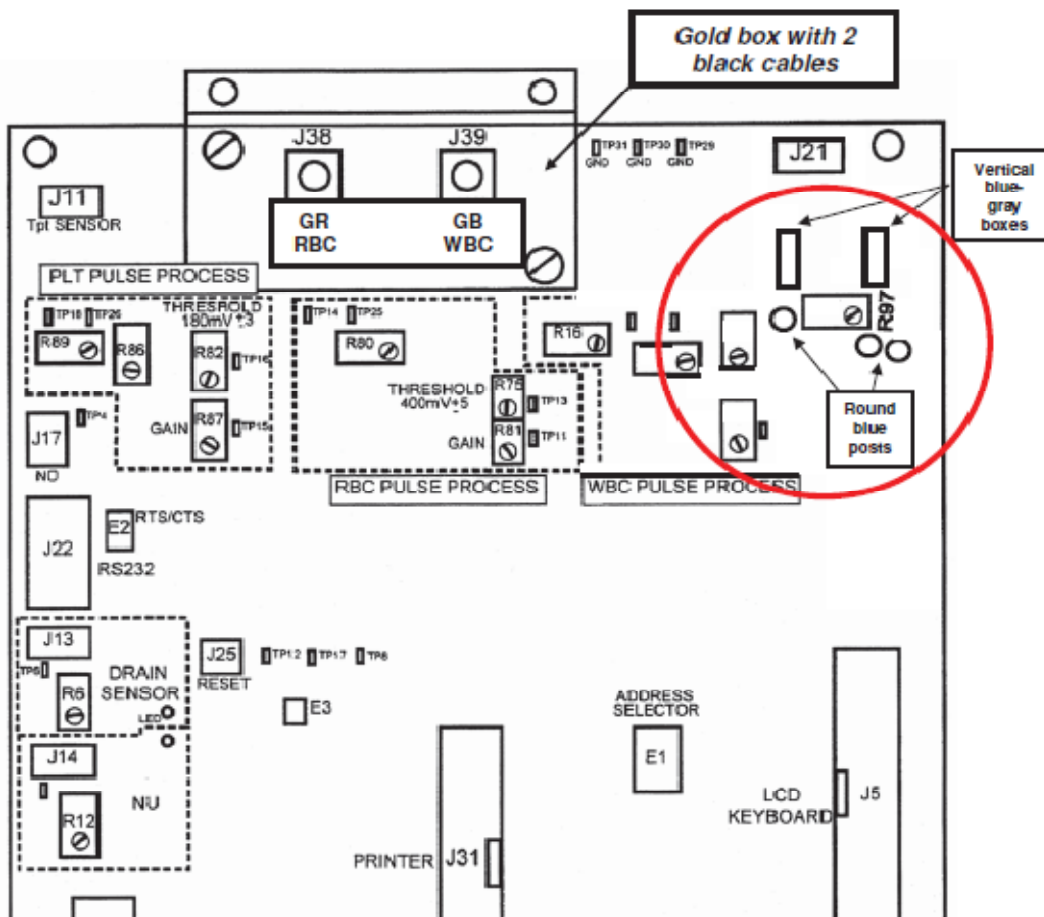 Gold box with 2
black cables
J38
J39
TP31
TP30
TP29
GND
GND
GND
J21
Vertical
blue-
gray
boxes
J11
Tpt SENSOR
GR
RBC
GB
WBC
PLT PULSE PROCESS
THRESHOLD
180mV±3
TP18
TP26
R89
R86
R82
TP16
TP14
TP25
R80
R16
R97
THRESHOLD
400mV+5
R75
TP13
GAIN
R87
TP15
GAIN
R81
TP11
TP4
J17
ND
Round
blue
posts
RBC PULSE PROCESS
WBC PULSE PROCESS
J22
E2
RTS/CTS
RS232
J13
TP5
R6
DRAIN
SENSOR
LED
J25
RESET
TP12
TP17
TP8
E3
ADDRESS
SELECTOR
E1
J14
NU
R12
LCD
KEYBOARD
J5
PRINTER
J31